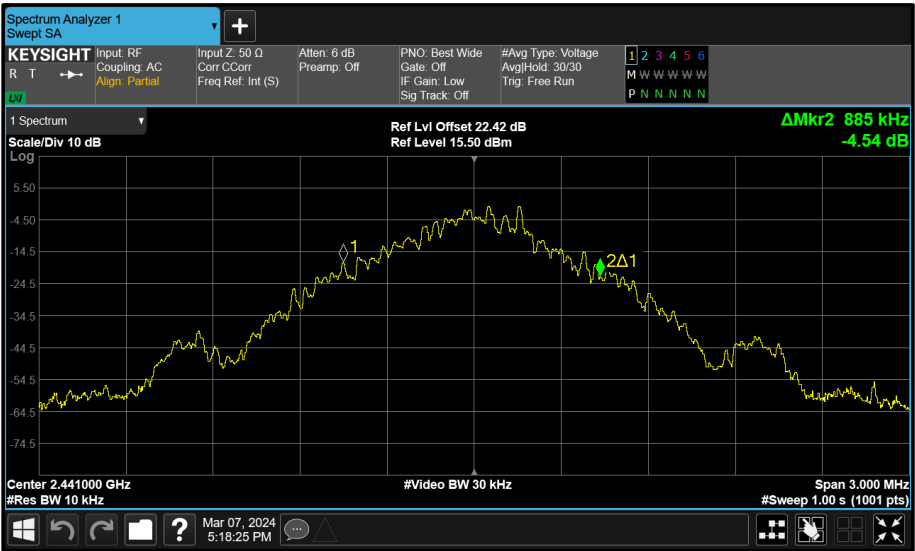 Spectrum Analyzer 1
Swept SA
KEYSIGHT
R T
LXI
Input: RF
Coupling: AC
Align: Partial
Input Z: 50 Ω
Corr CCorr
Freq Ref: Int (S)
Atten: 6 dB
Preamp: Off
PNO: Best Wide
Gate: Off
IF Gain: Low
Sig Track: Off
#Avg Type: Voltage
Avg|Hold: 30/30
Trig: Free Run
1 2 3 4 5 6
M W W W W W
P N N N N N
1 Spectrum
Ref Lvl Offset 22.42 dB
ΔMkr2 885 kHz
Scale/Div 10 dB
Ref Level 15.50 dBm
-4.54 dB
Log
5.50
-4.50
-14.5
-24.5
-34.5
-44.5
-54.5
-64.5
-74.5
1
2Δ1
Center 2.441000 GHz
#Video BW 30 kHz
Span 3.000 MHz
#Res BW 10 kHz
#Sweep 1.00 s (1001 pts)
Mar 07, 2024
5:18:25 PM